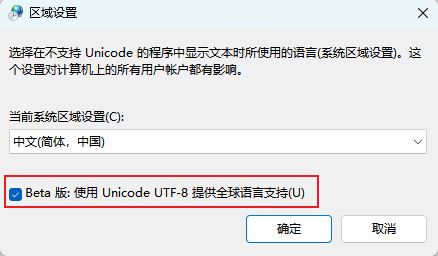 区域设置
选择在不支持 Unicode 的程序中显示文本时所使用的语言(系统区域设置)。这
个设置对计算机上的所有用户帐户都有影响。
当前系统区域设置(C):
中文(简体，中国)
Beta 版: 使用 Unicode UTF-8 提供全球语言支持(U)
确定
取消